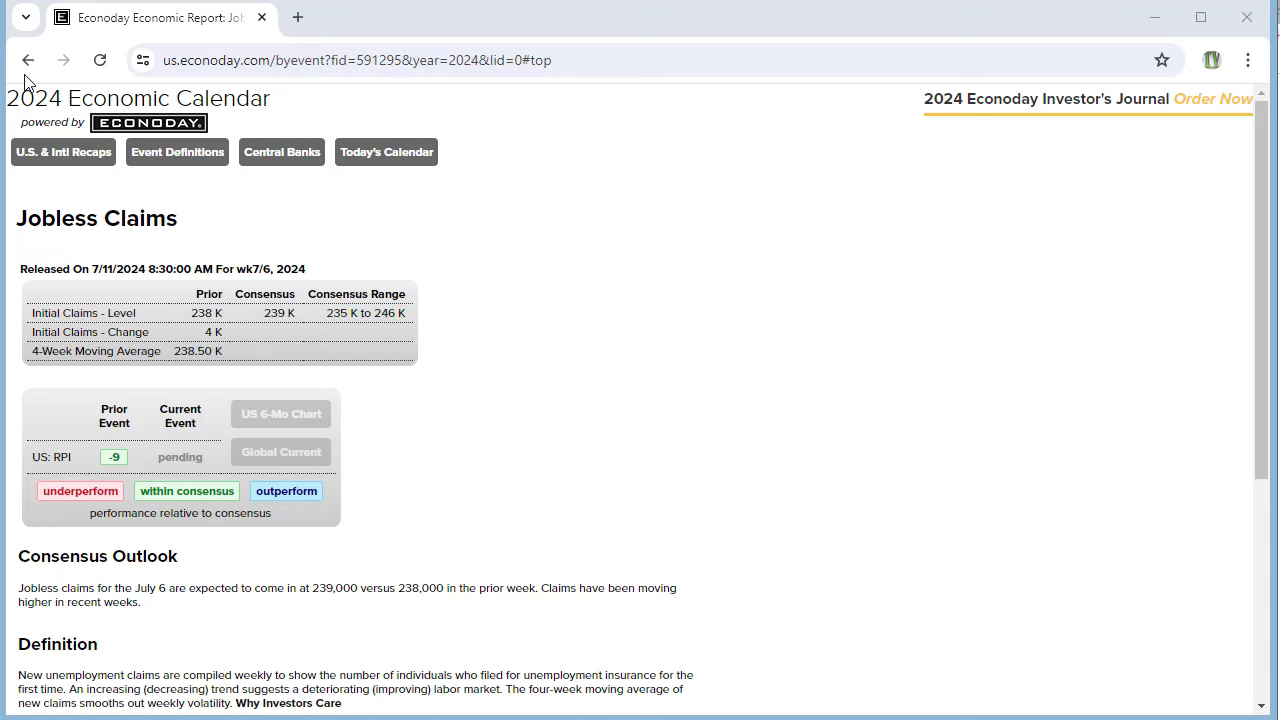 Econoday Economic Report: Jo
us.econoday.com/byevent?fid=591295&year=2024&lid=0#top
2024 Economic Calendar
powered by ECONODAY
2024 Econoday Investor's Journal Order Now
U.S. & Intl Recaps Event Definitions Central Banks Today's Calendar
Jobless Claims
Released On 7/11/2024 8:30:00 AM For wk7/6, 2024
Prior Consensus Consensus Range
Initial Claims - Level 238 K 239 K 235 K to 246 K
Initial Claims - Change 4 K
4-Week Moving Average 238.50 K
Prior Event Current Event US 6-Mo Chart
US: RPI -9 pending Global Current
underperform within consensus outperform
performance relative to consensus
Consensus Outlook
Jobless claims for the July 6 are expected to come in at 239,000 versus 238,000 in the prior week. Claims have been moving
higher in recent weeks.
Definition
New unemployment claims are compiled weekly to show the number of individuals who filed for unemployment insurance for the
first time. An increasing (decreasing) trend suggests a deteriorating (improving) labor market. The four-week moving average of
new claims smooths out weekly volatility. Why Investors Care